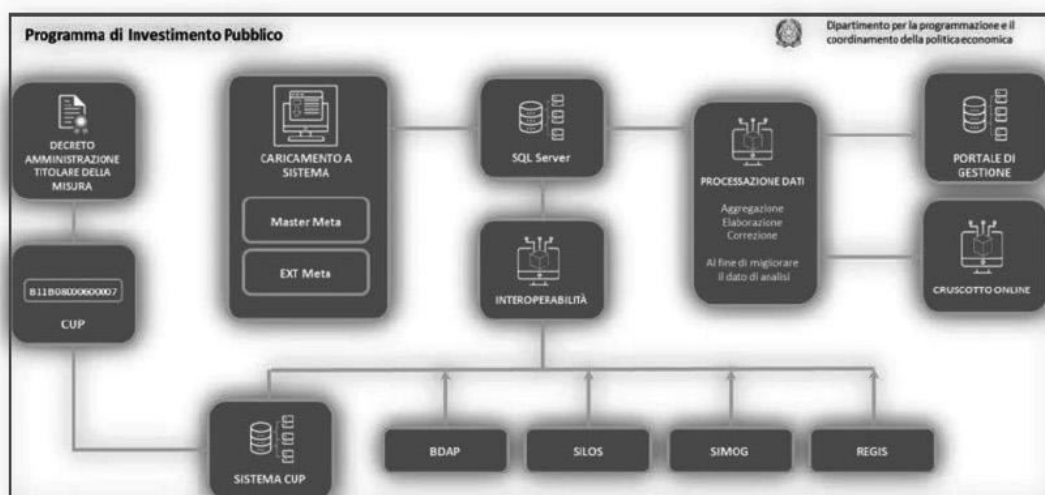 Programma di Investimento Pubblico
Dipartimento per la programmazione e il
coordinamento della politica economica
DECRETO
AMMINISTRAZIONE
TITOLARE DELLA
MISURA
B11B08000600007
CUP
CARICAMENTO A
SISTEMA
Master Meta
EXT Meta
SQL Server
INTEROPERABILITÀ
PROCESSAZIONE DATI
Aggregazione
Elaborazione
Correzione
Al fine di migliorare
il dato di analisi
PORTALE DI
GESTIONE
CRUSCOTTO ONLINE
SISTEMA CUP
BDAP
SILOS
SIMOG
REGIS